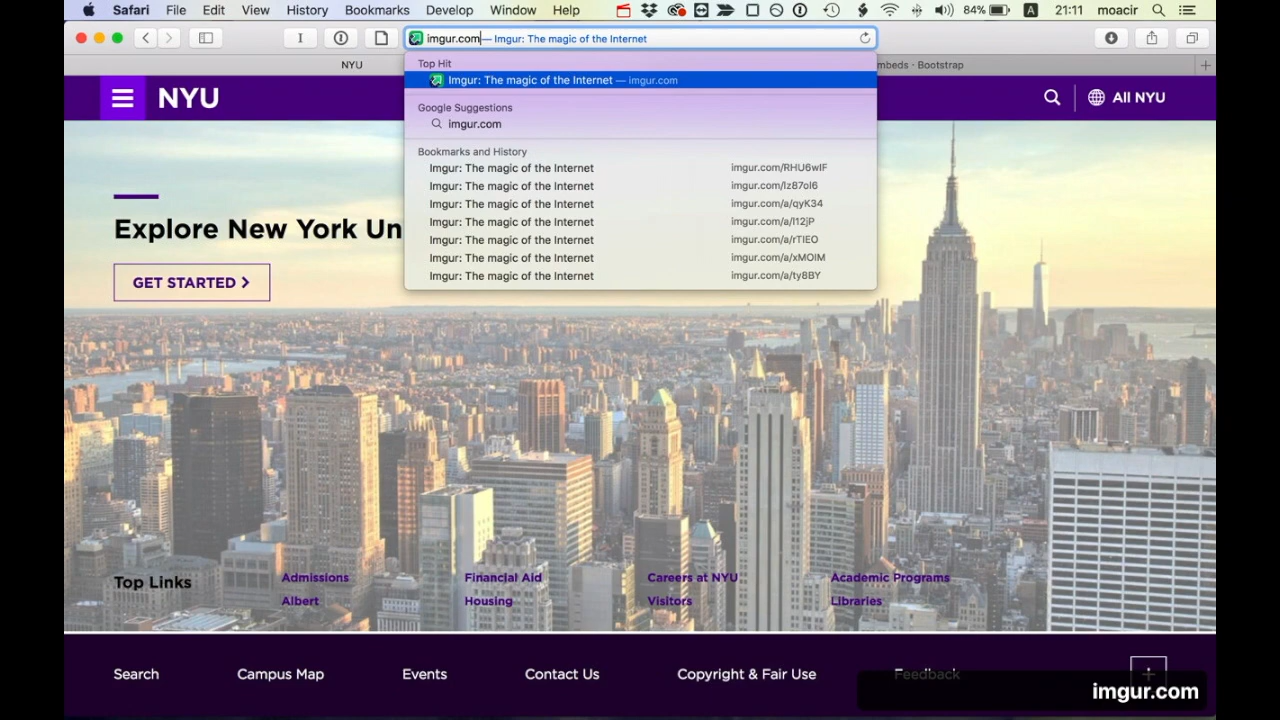 Safari File Edit View History Bookmarks Develop Window Help 84% A 21:11 moacir
imgur.com — Imgur: The magic of the Internet
NYU
mbeds · Bootstrap
Top Hit
Imgur: The magic of the Internet — imgur.com
Google Suggestions
imgur.com
Bookmarks and History
Imgur: The magic of the Internet imgur.com/RHU6wIF
Imgur: The magic of the Internet imgur.com/Iz87oI6
Imgur: The magic of the Internet imgur.com/a/qyK34
Imgur: The magic of the Internet imgur.com/a/I12jP
Imgur: The magic of the Internet imgur.com/a/rTIEO
Imgur: The magic of the Internet imgur.com/a/xMOIM
Imgur: The magic of the Internet imgur.com/a/ty8BY
NYU
All NYU
Explore New York Un
GET STARTED
Top Links
Admissions Financial Aid Careers at NYU Academic Programs
Albert Housing Visitors Libraries
Search Campus Map Events Contact Us Copyright & Fair Use Feedback
imgur.com